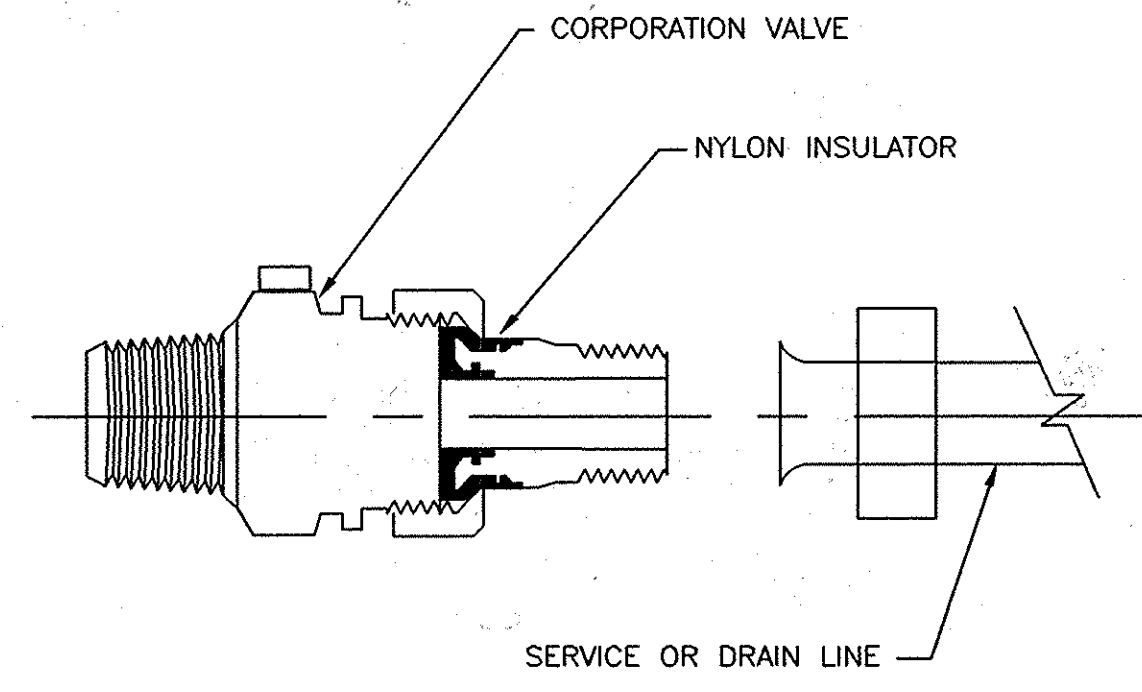 CORPORATION VALVE
NYLON INSULATOR
SERVICE OR DRAIN LINE